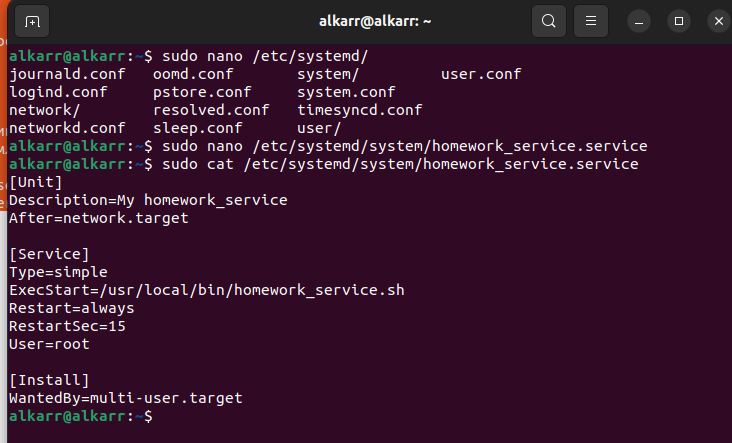 alkarr@alkarr: ~
alkarr@alkarr:~$ sudo nano /etc/systemd/
journald.conf oomd.conf system/ user.conf
logind.conf pstore.conf system.conf
network/ resolved.conf timesyncd.conf
networkd.conf sleep.conf user/
alkarr@alkarr:~$ sudo nano /etc/systemd/system/homework_service.service
alkarr@alkarr:~$ sudo cat /etc/systemd/system/homework_service.service
[Unit]
Description=My homework_service
After=network.target

[Service]
Type=simple
ExecStart=/usr/local/bin/homework_service.sh
Restart=always
RestartSec=15
User=root

[Install]
WantedBy=multi-user.target
alkarr@alkarr:~$